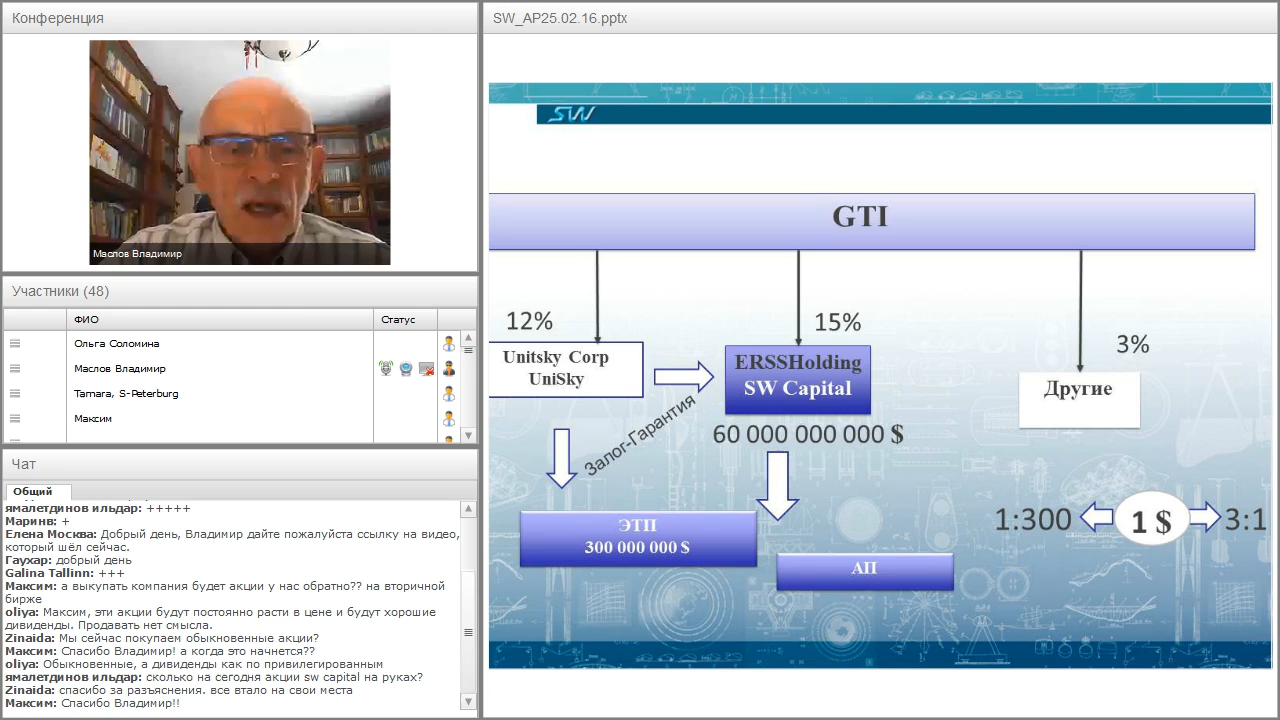 Конференция
Маслов Владимир
Участники (48)
ФИО
Статус
Ольга Соломина
Маслов Владимир
Tamara, S-Peterburg
Максим
Чат
Общий
ямалетдинов ильдар: +++++
Маринв: +
Елена Москва: Добрый день, Владимир дайте пожалуйста ссылку на видео,
который шёл сейчас.
Гаухар: добрый день
Galina Tallinn: +++
Максим: а выкупать компания будет акции у нас обратно?? на вторичной
бирже
oliya: Максим, эти акции будут постоянно расти в цене и будут хорошие
дивиденды. Продавать нет смысла.
Zinaida: Мы сейчас покупаем обыкновенные акции?
Максим: Спасибо Владимир! а когда это начнется??
oliya: Обыкновенные, а дивиденды как по привилегированным
ямалетдинов ильдар: сколько на сегодня акции sw capital на руках?
Zinaida: спасибо за разъяснения. все втало на свои места
Максим: Спасибо Владимир!!
SW_AP25.02.16.pptx
SW
GTI
12%
15%
3%
Unitsky Corp
UniSky
ERSSHolding
SW Capital
Другие
Залог-Гарантия
60 000 000 000 $
ЭТП
300 000 000 $
АП
1:300
1 $
3:1